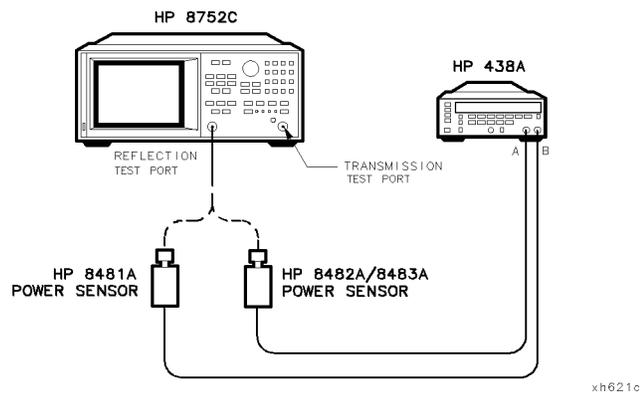 HP 8752C
HP 438A
REFLECTION
TEST PORT
TRANSMISSION
TEST PORT
A
B
HP 8481A
POWER SENSOR
HP 8482A/8483A
POWER SENSOR
xh621c